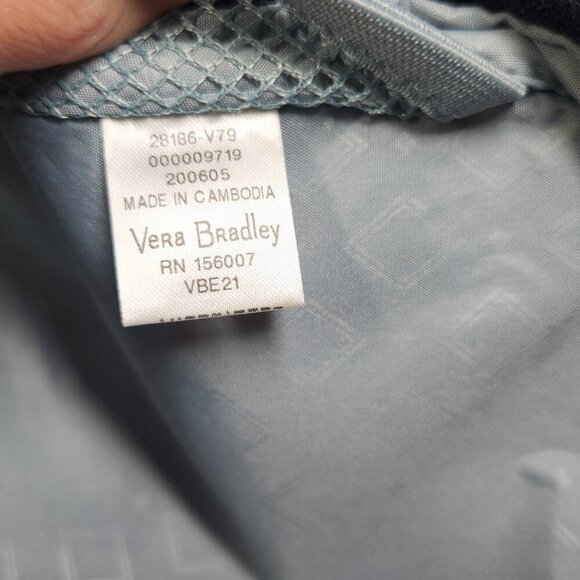 28186-V79
000009719
200605
MADE IN CAMBODIA
Vera Bradley
RN 156007
VBE21